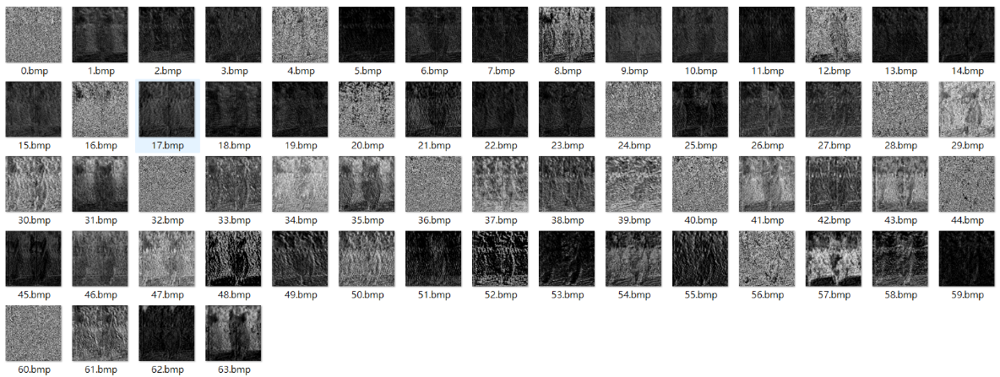 0.bmp 1.bmp 2.bmp 3.bmp 4.bmp 5.bmp 6.bmp 7.bmp 8.bmp 9.bmp 10.bmp 11.bmp 12.bmp 13.bmp 14.bmp
15.bmp 16.bmp 17.bmp 18.bmp 19.bmp 20.bmp 21.bmp 22.bmp 23.bmp 24.bmp 25.bmp 26.bmp 27.bmp 28.bmp 29.bmp
30.bmp 31.bmp 32.bmp 33.bmp 34.bmp 35.bmp 36.bmp 37.bmp 38.bmp 39.bmp 40.bmp 41.bmp 42.bmp 43.bmp 44.bmp
45.bmp 46.bmp 47.bmp 48.bmp 49.bmp 50.bmp 51.bmp 52.bmp 53.bmp 54.bmp 55.bmp 56.bmp 57.bmp 58.bmp 59.bmp
60.bmp 61.bmp 62.bmp 63.bmp